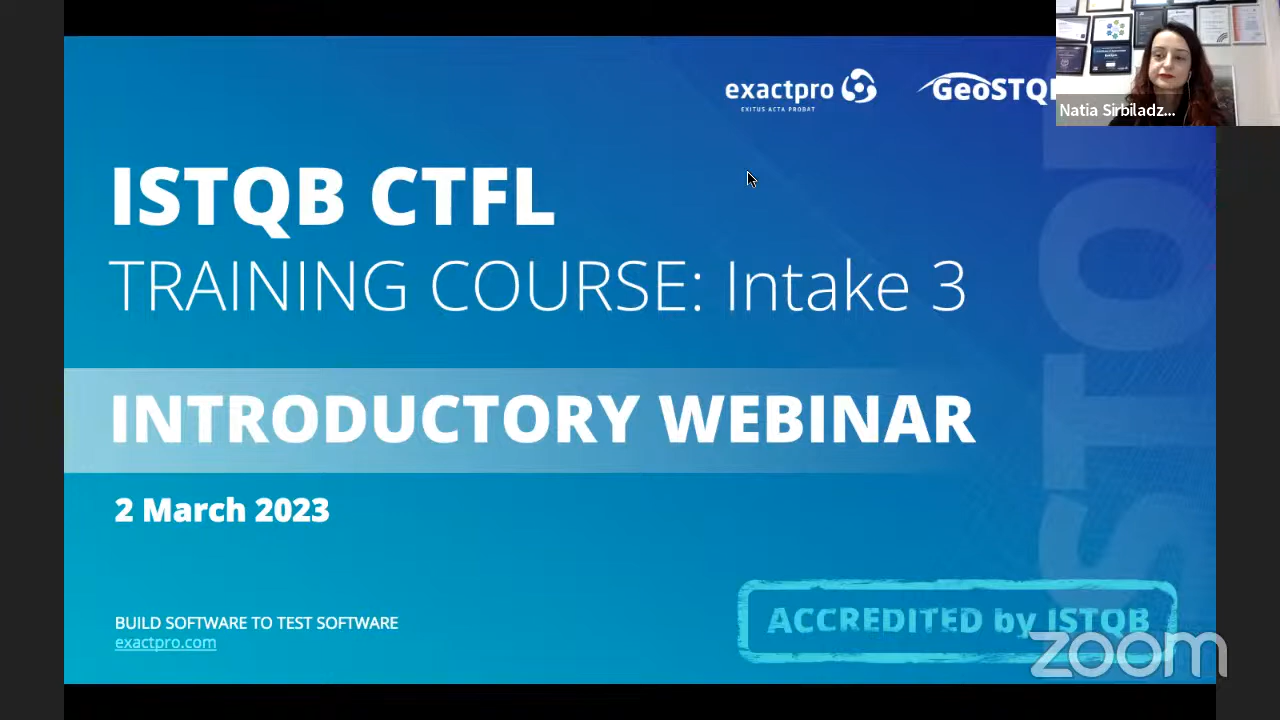 exactpro
EXITUS ACTA PROBAT
GeoSTQ
Natia Sirbiladz...
ISTQB CTFL
TRAINING COURSE: Intake 3
INTRODUCTORY WEBINAR
2 March 2023
BUILD SOFTWARE TO TEST SOFTWARE
exactpro.com
ACCREDITED by ISTQB
zoom